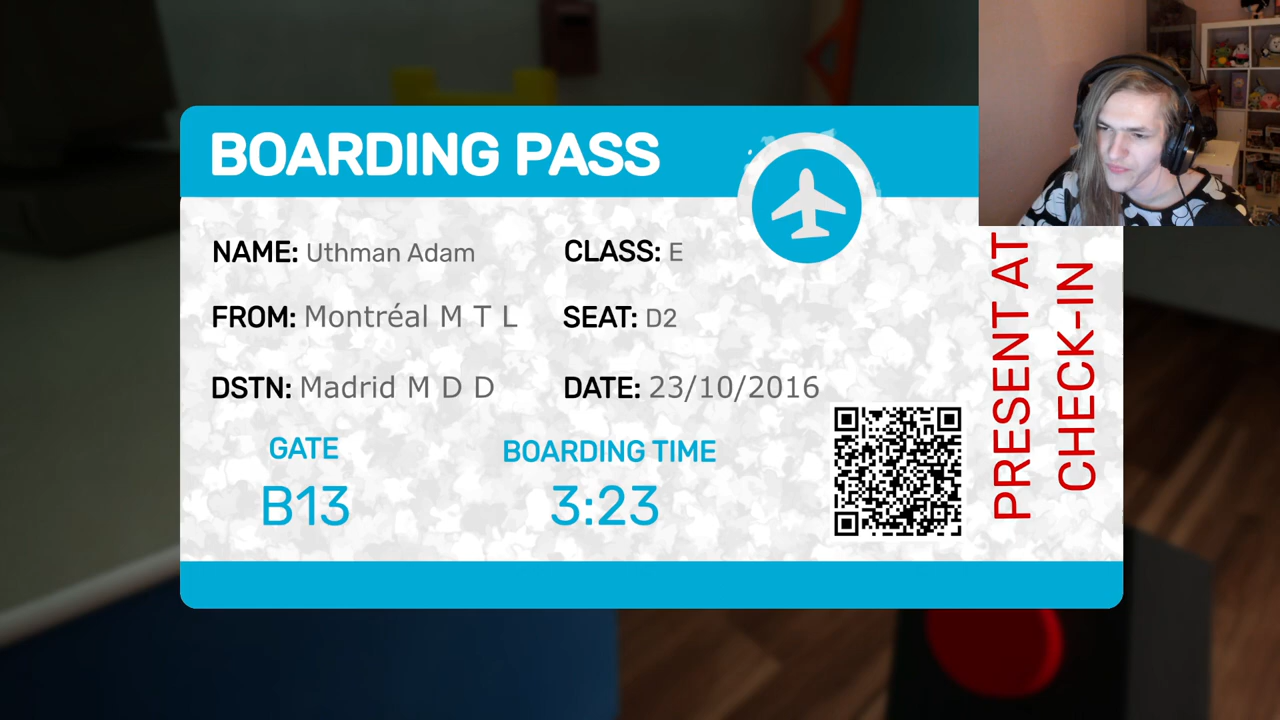 BOARDING PASS
NAME: Uthman Adam
CLASS: E
FROM: Montréal M T L
SEAT: D2
DSTN: Madrid M D D
DATE: 23/10/2016
GATE
BOARDING TIME
B13
3:23
PRESENT AT
CHECK-IN